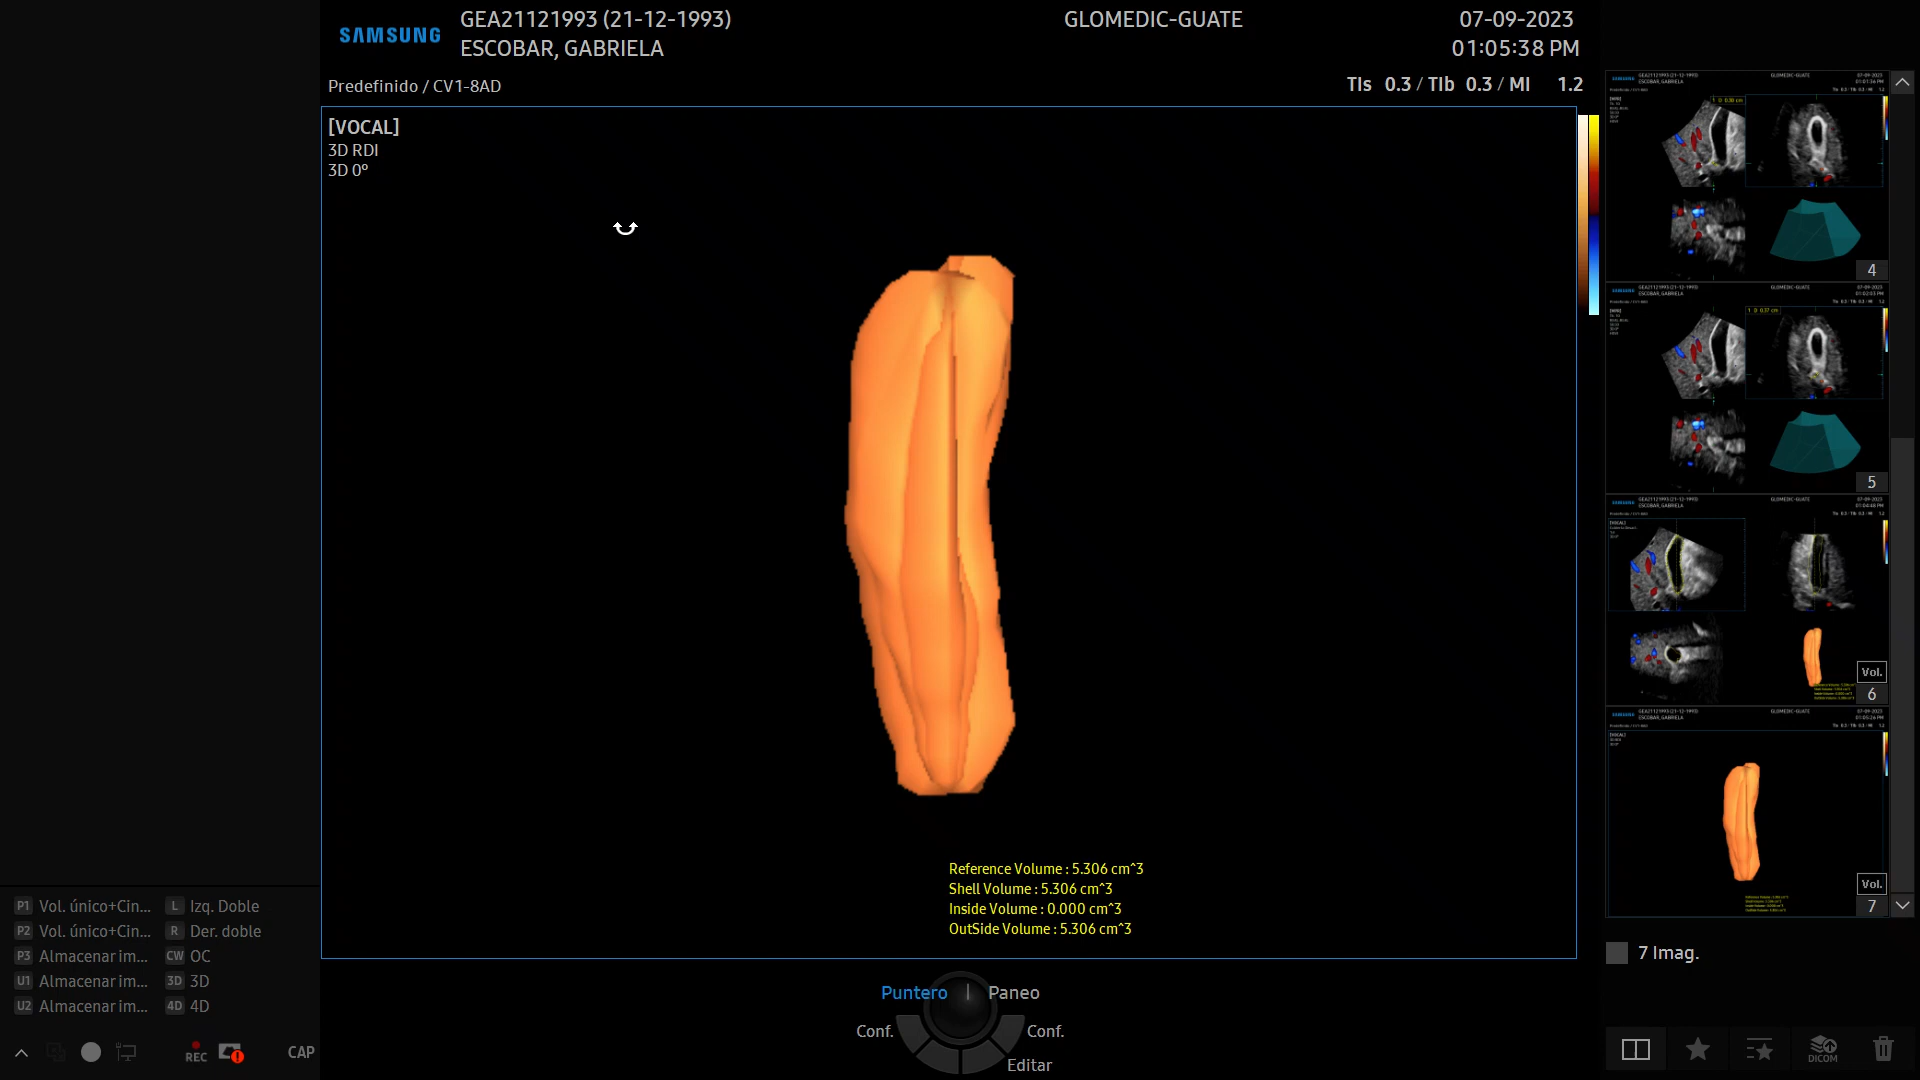 SAMSUNG
GEA21121993 (21-12-1993)
ESCOBAR, GABRIELA
GLOMEDIC-GUATE
07-09-2023
01:05:38 PM
Predefinido / CV1-8AD
TIs 0.3 / TIb 0.3 / MI 1.2
[VOCAL]
3D RDI
3D 0º
Reference Volume : 5.306 cm^3
Shell Volume : 5.306 cm^3
Inside Volume : 0.000 cm^3
OutSide Volume : 5.306 cm^3
4
5
Vol.
6
Vol.
7
7 Imag.
P1 Vol. único+Cin... L Izq. Doble
P2 Vol. único+Cin... R Der. doble
P3 Almacenar im... CW OC
U1 Almacenar im... 3D 3D
U2 Almacenar im... 4D 4D
REC
CAP
Puntero | Paneo
Conf. Conf.
Editar
DICOM